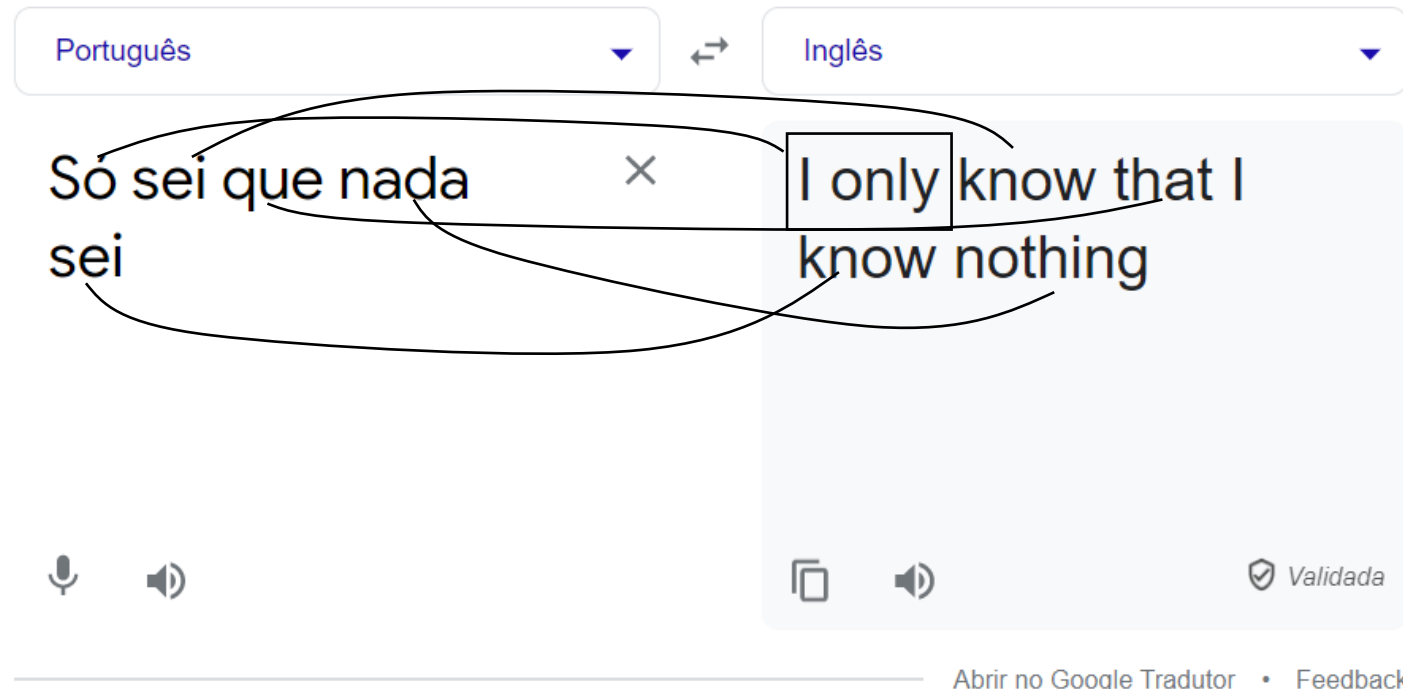 Português
Inglês
Só sei que nada
sei
I only know that I
know nothing
Validada
Abrir no Google Tradutor • Feedback